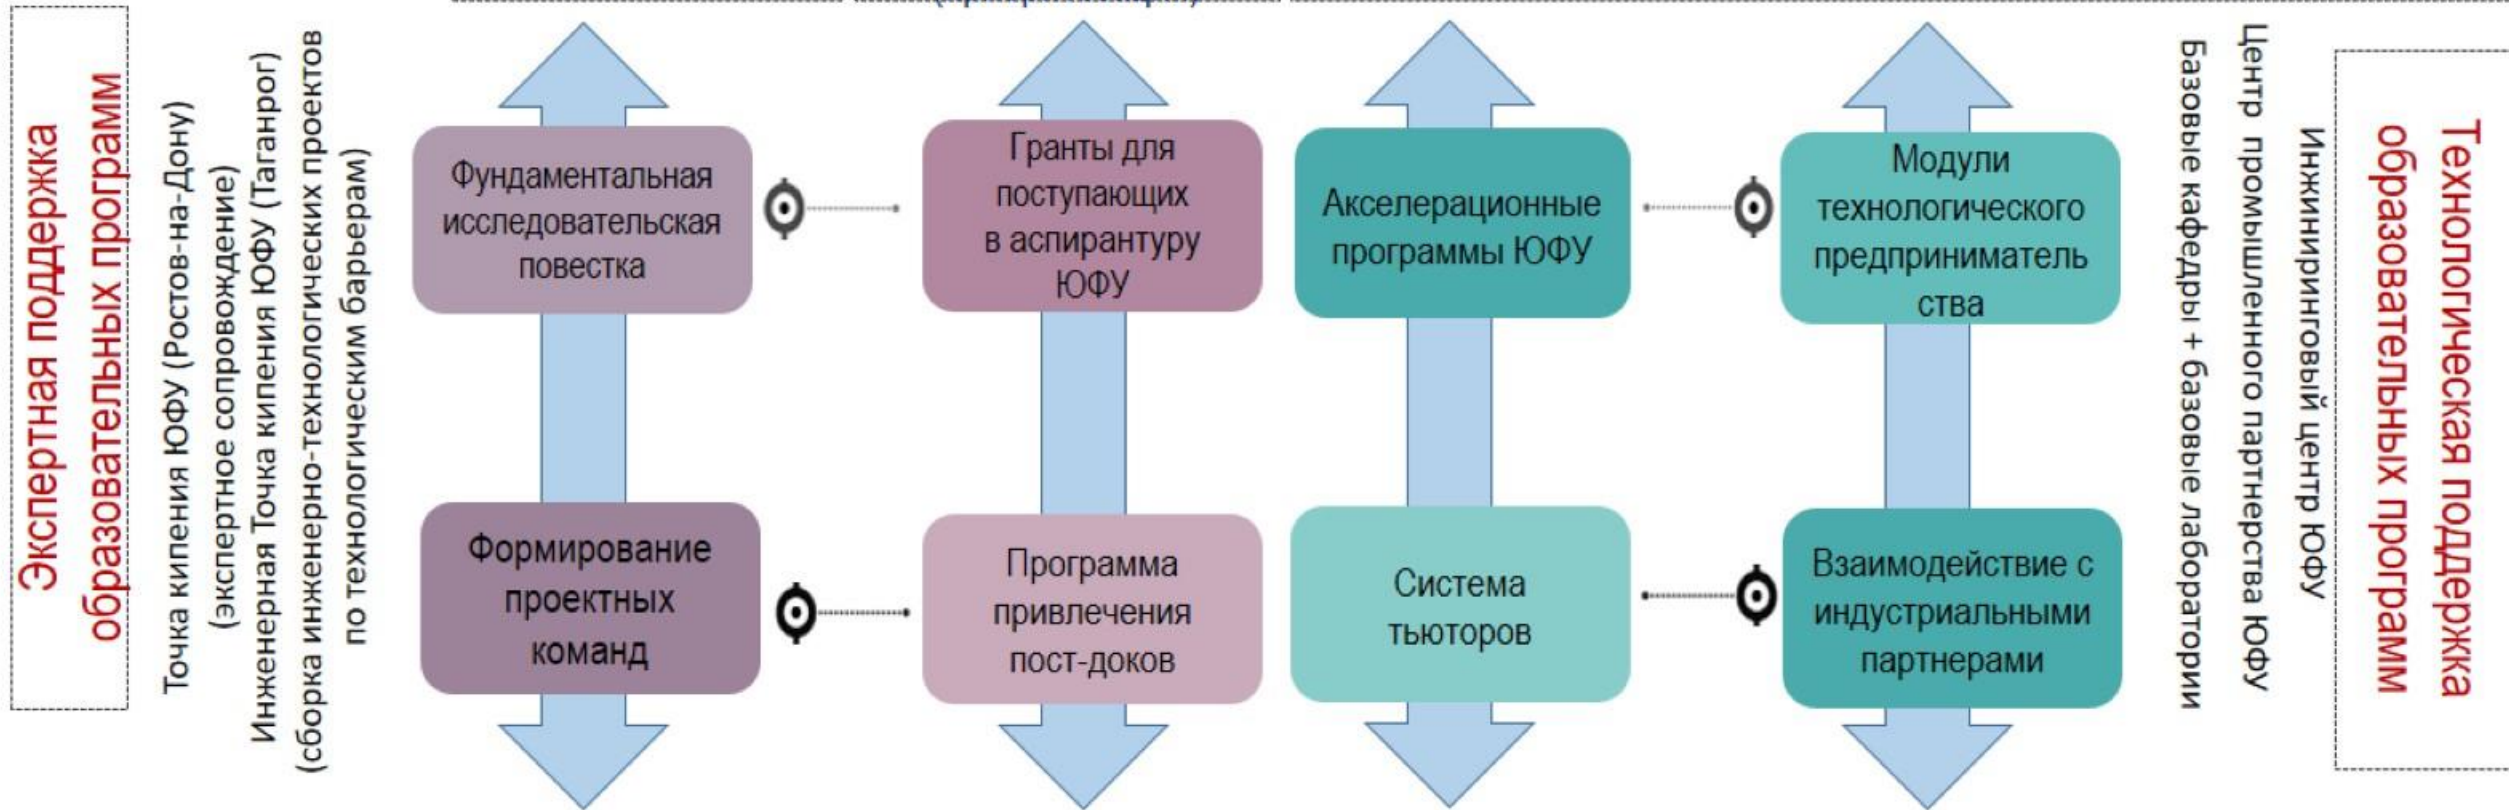 Экспертная поддержка
образовательных программ
Точка кипения ЮФУ (Ростов-на-Дону)
(экспертное сопровождение)
Инженерная Точка кипения ЮФУ (Таганрог)
(сборка инженерно-технологических проектов
по технологическим барьерам)
Фундаментальная
исследовательская
повестка
Гранты для
поступающих
в аспирантуру
ЮФУ
Акселерационные
программы ЮФУ
Модули
технологического
предприниматель
ства
Формирование
проектных
команд
Программа
привлечения
пост-доков
Система
тьюторов
Взаимодействие с
индустриальными
партнерами
Инжиниринговый центр ЮФУ
Центр промышленного партнерства ЮФУ
Базовые кафедры + базовые лаборатории
Технологическая поддержка
образовательных программ